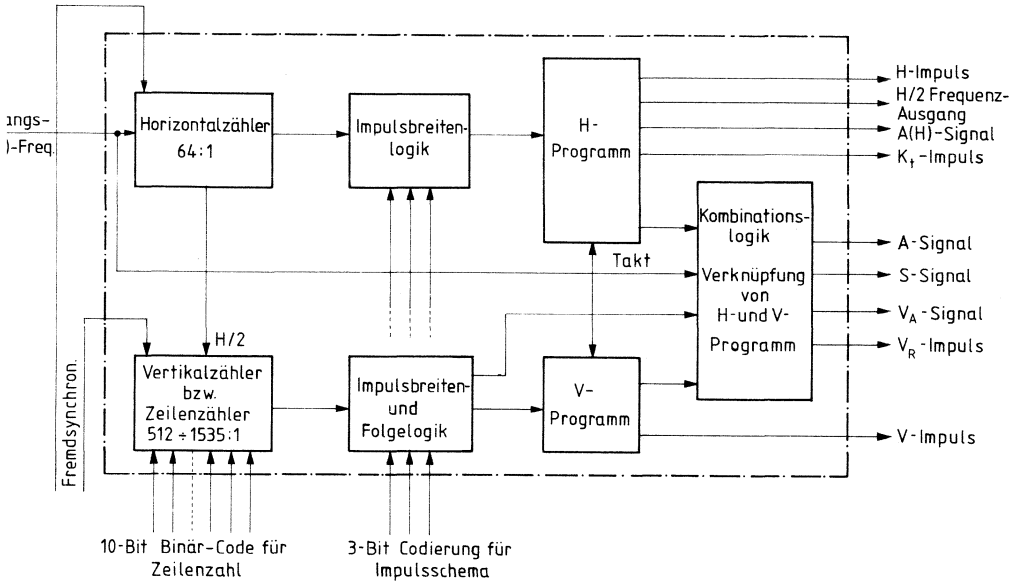 angs-
)-Freq.
Fremdsynchron.
Horizontalzähler
64:1
Impulsbreiten-
logik
H-
Programm
H-Impuls
H/2 Frequenz-
Ausgang
A(H)-Signal
K_t-Impuls
Kombinations-
logik
Verknüpfung
von
H-und V-
Programm
Takt
A-Signal
S-Signal
V_A-Signal
V_R-Impuls
H/2
Vertikalzähler
bzw.
Zeilenzähler
512÷1535:1
Impulsbreiten-
und
Folgelogik
V-
Programm
V-Impuls
10-Bit Binär-Code für
Zeilenzahl
3-Bit Codierung für
Impulsschema